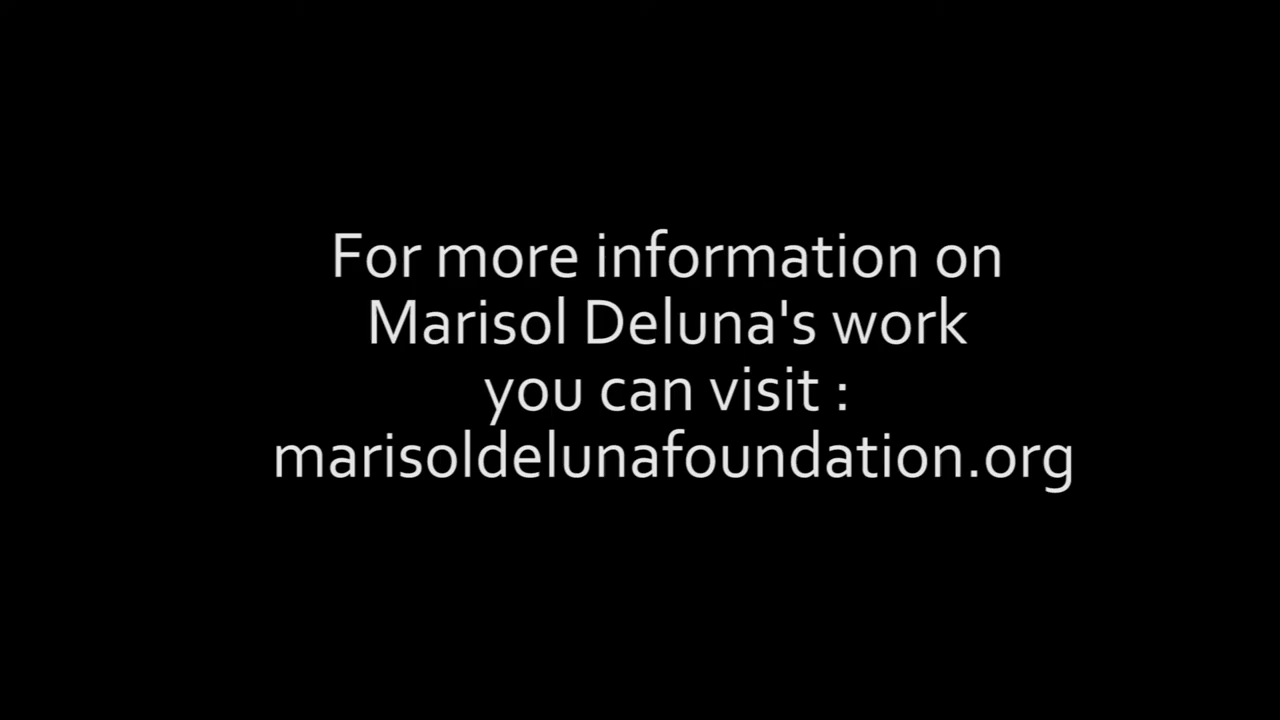 For more information on
Marisol Deluna's work
you can visit :
marisoldelunafoundation.org